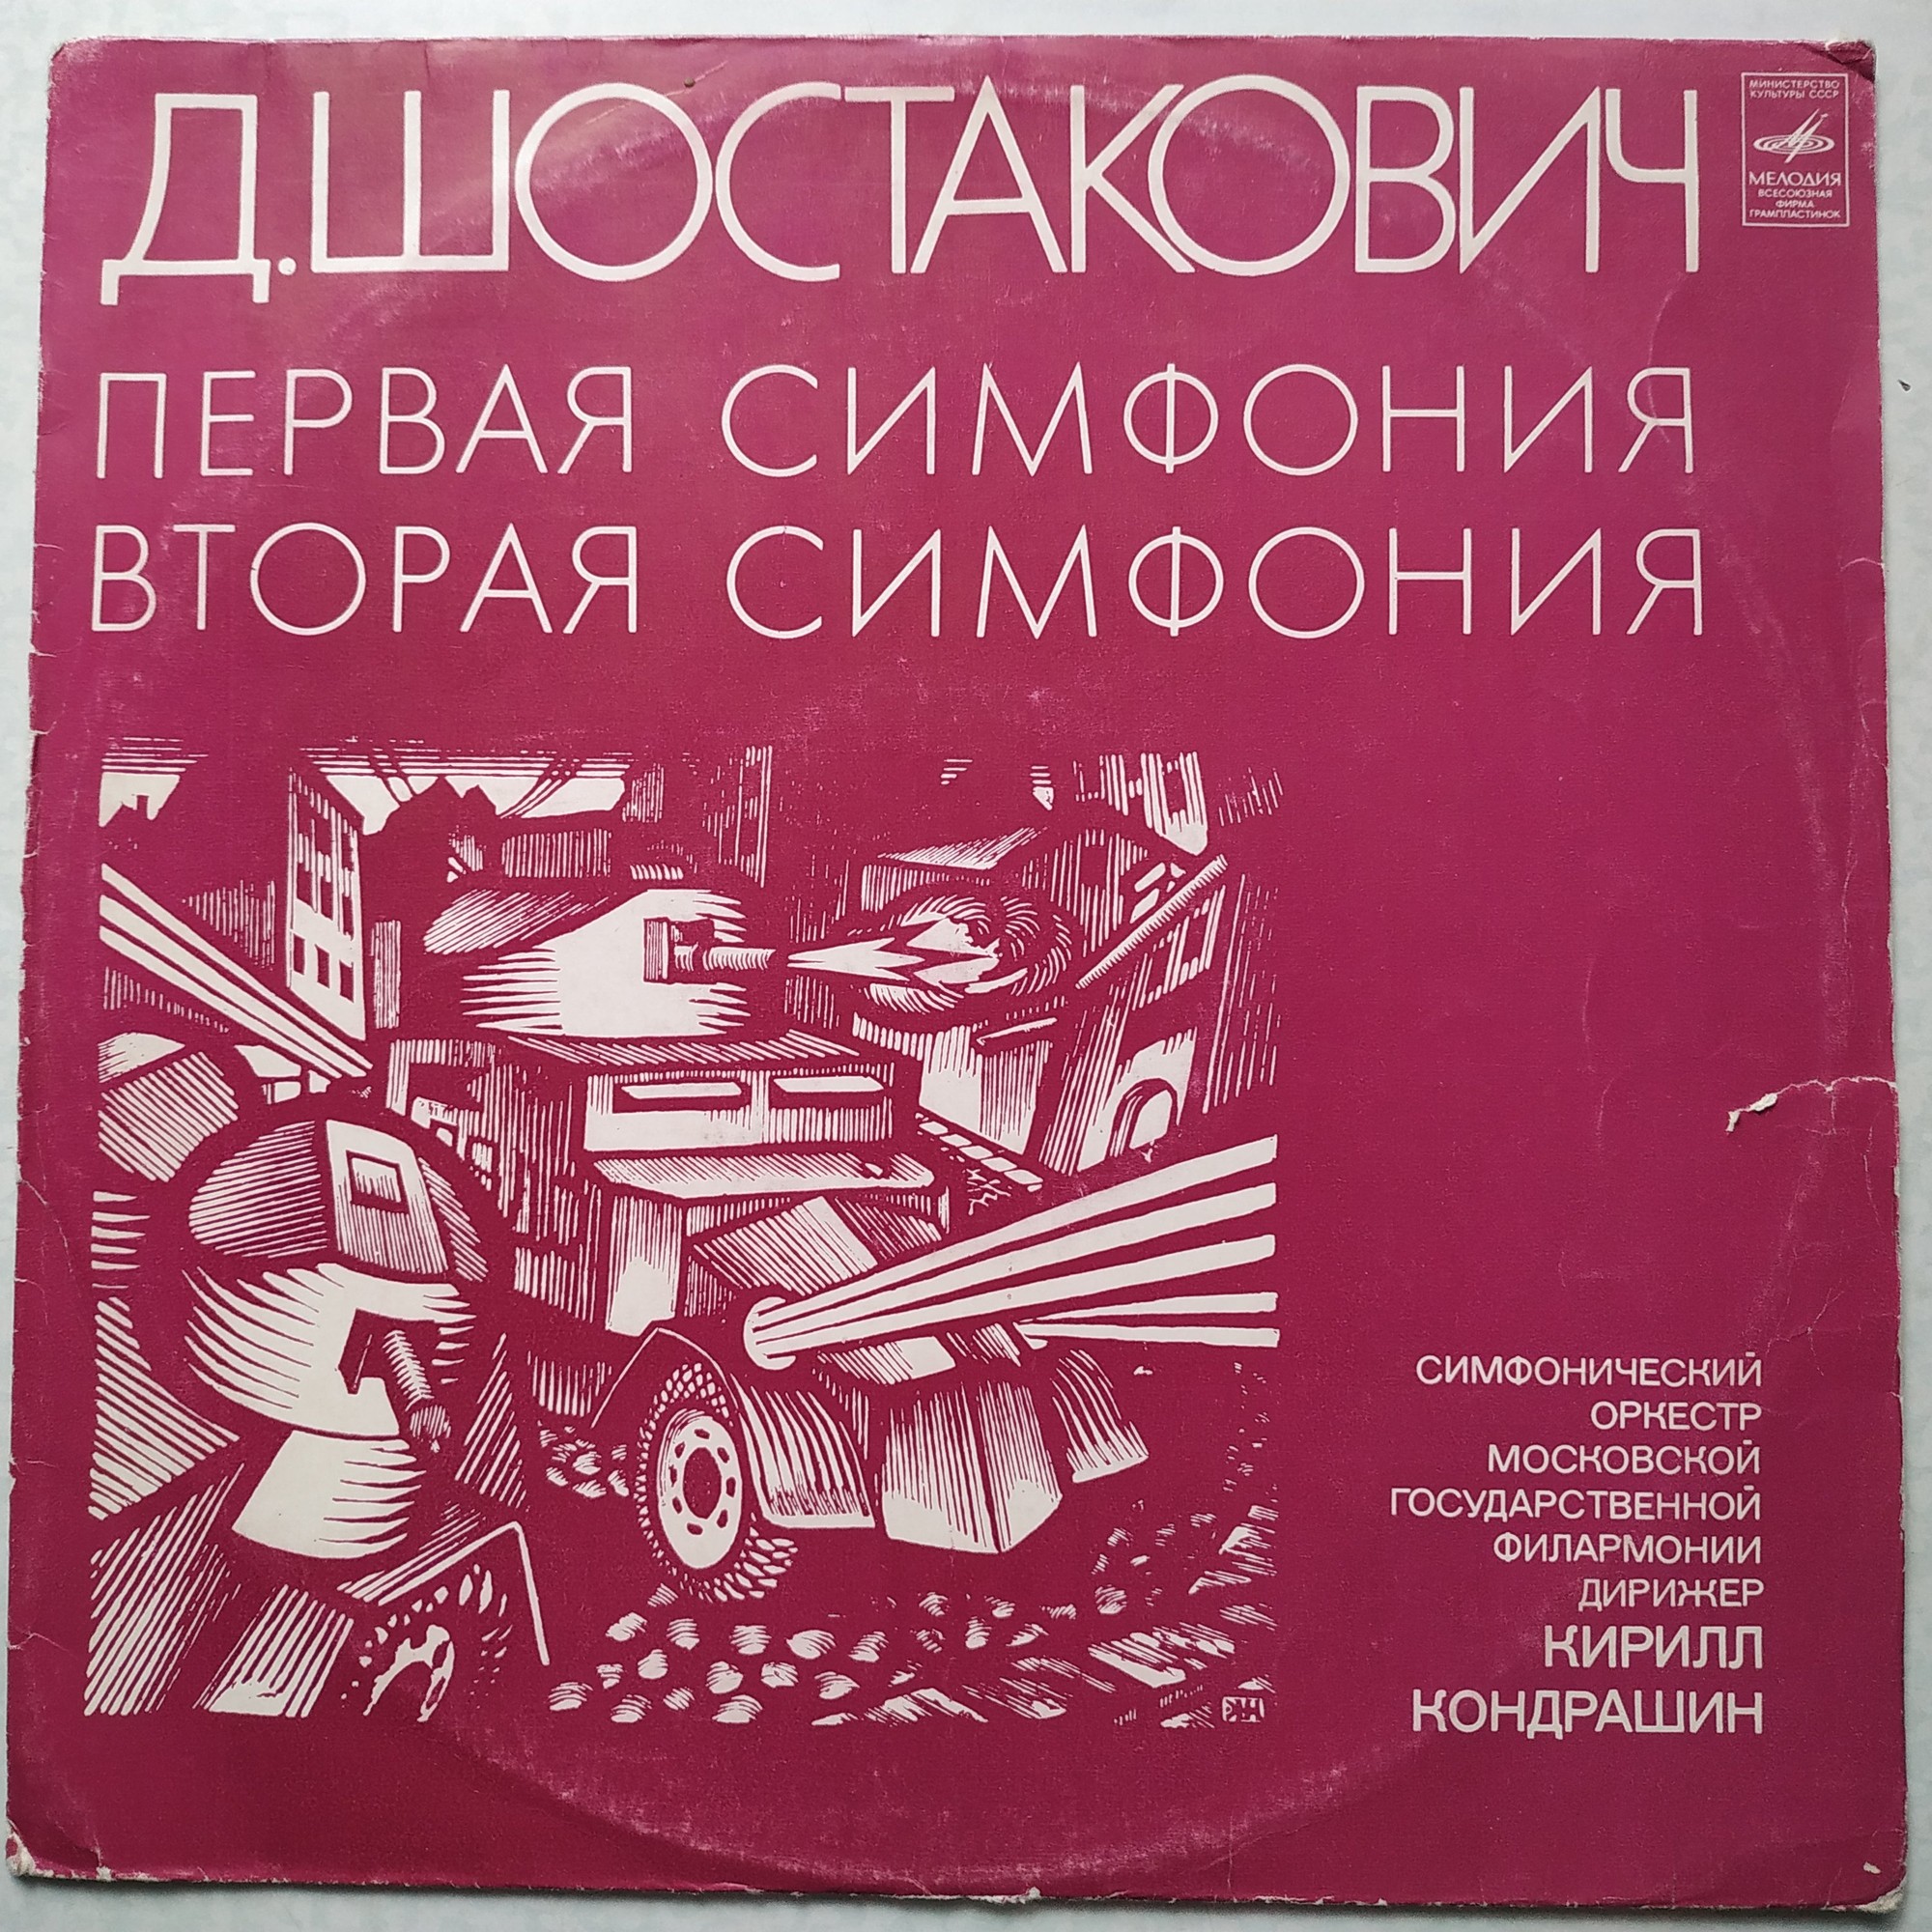 Д.ШОСТАКОВИЧ
МИНИСТЕРСТВО
КУЛЬТУРЫ СССР
МЕЛОДИЯ
ВСЕСОЮЗНАЯ
ФИРМА
ГРАМПЛАСТИНОК
ПЕРВАЯ СИМФОНИЯ
ВТОРАЯ СИМФОНИЯ
СИМФОНИЧЕСКИЙ
ОРКЕСТР
МОСКОВСКОЙ
ГОСУДАРСТВЕННОЙ
ФИЛАРМОНИИ
ДИРИЖЕР
КИРИЛЛ
КОНДРАШИН